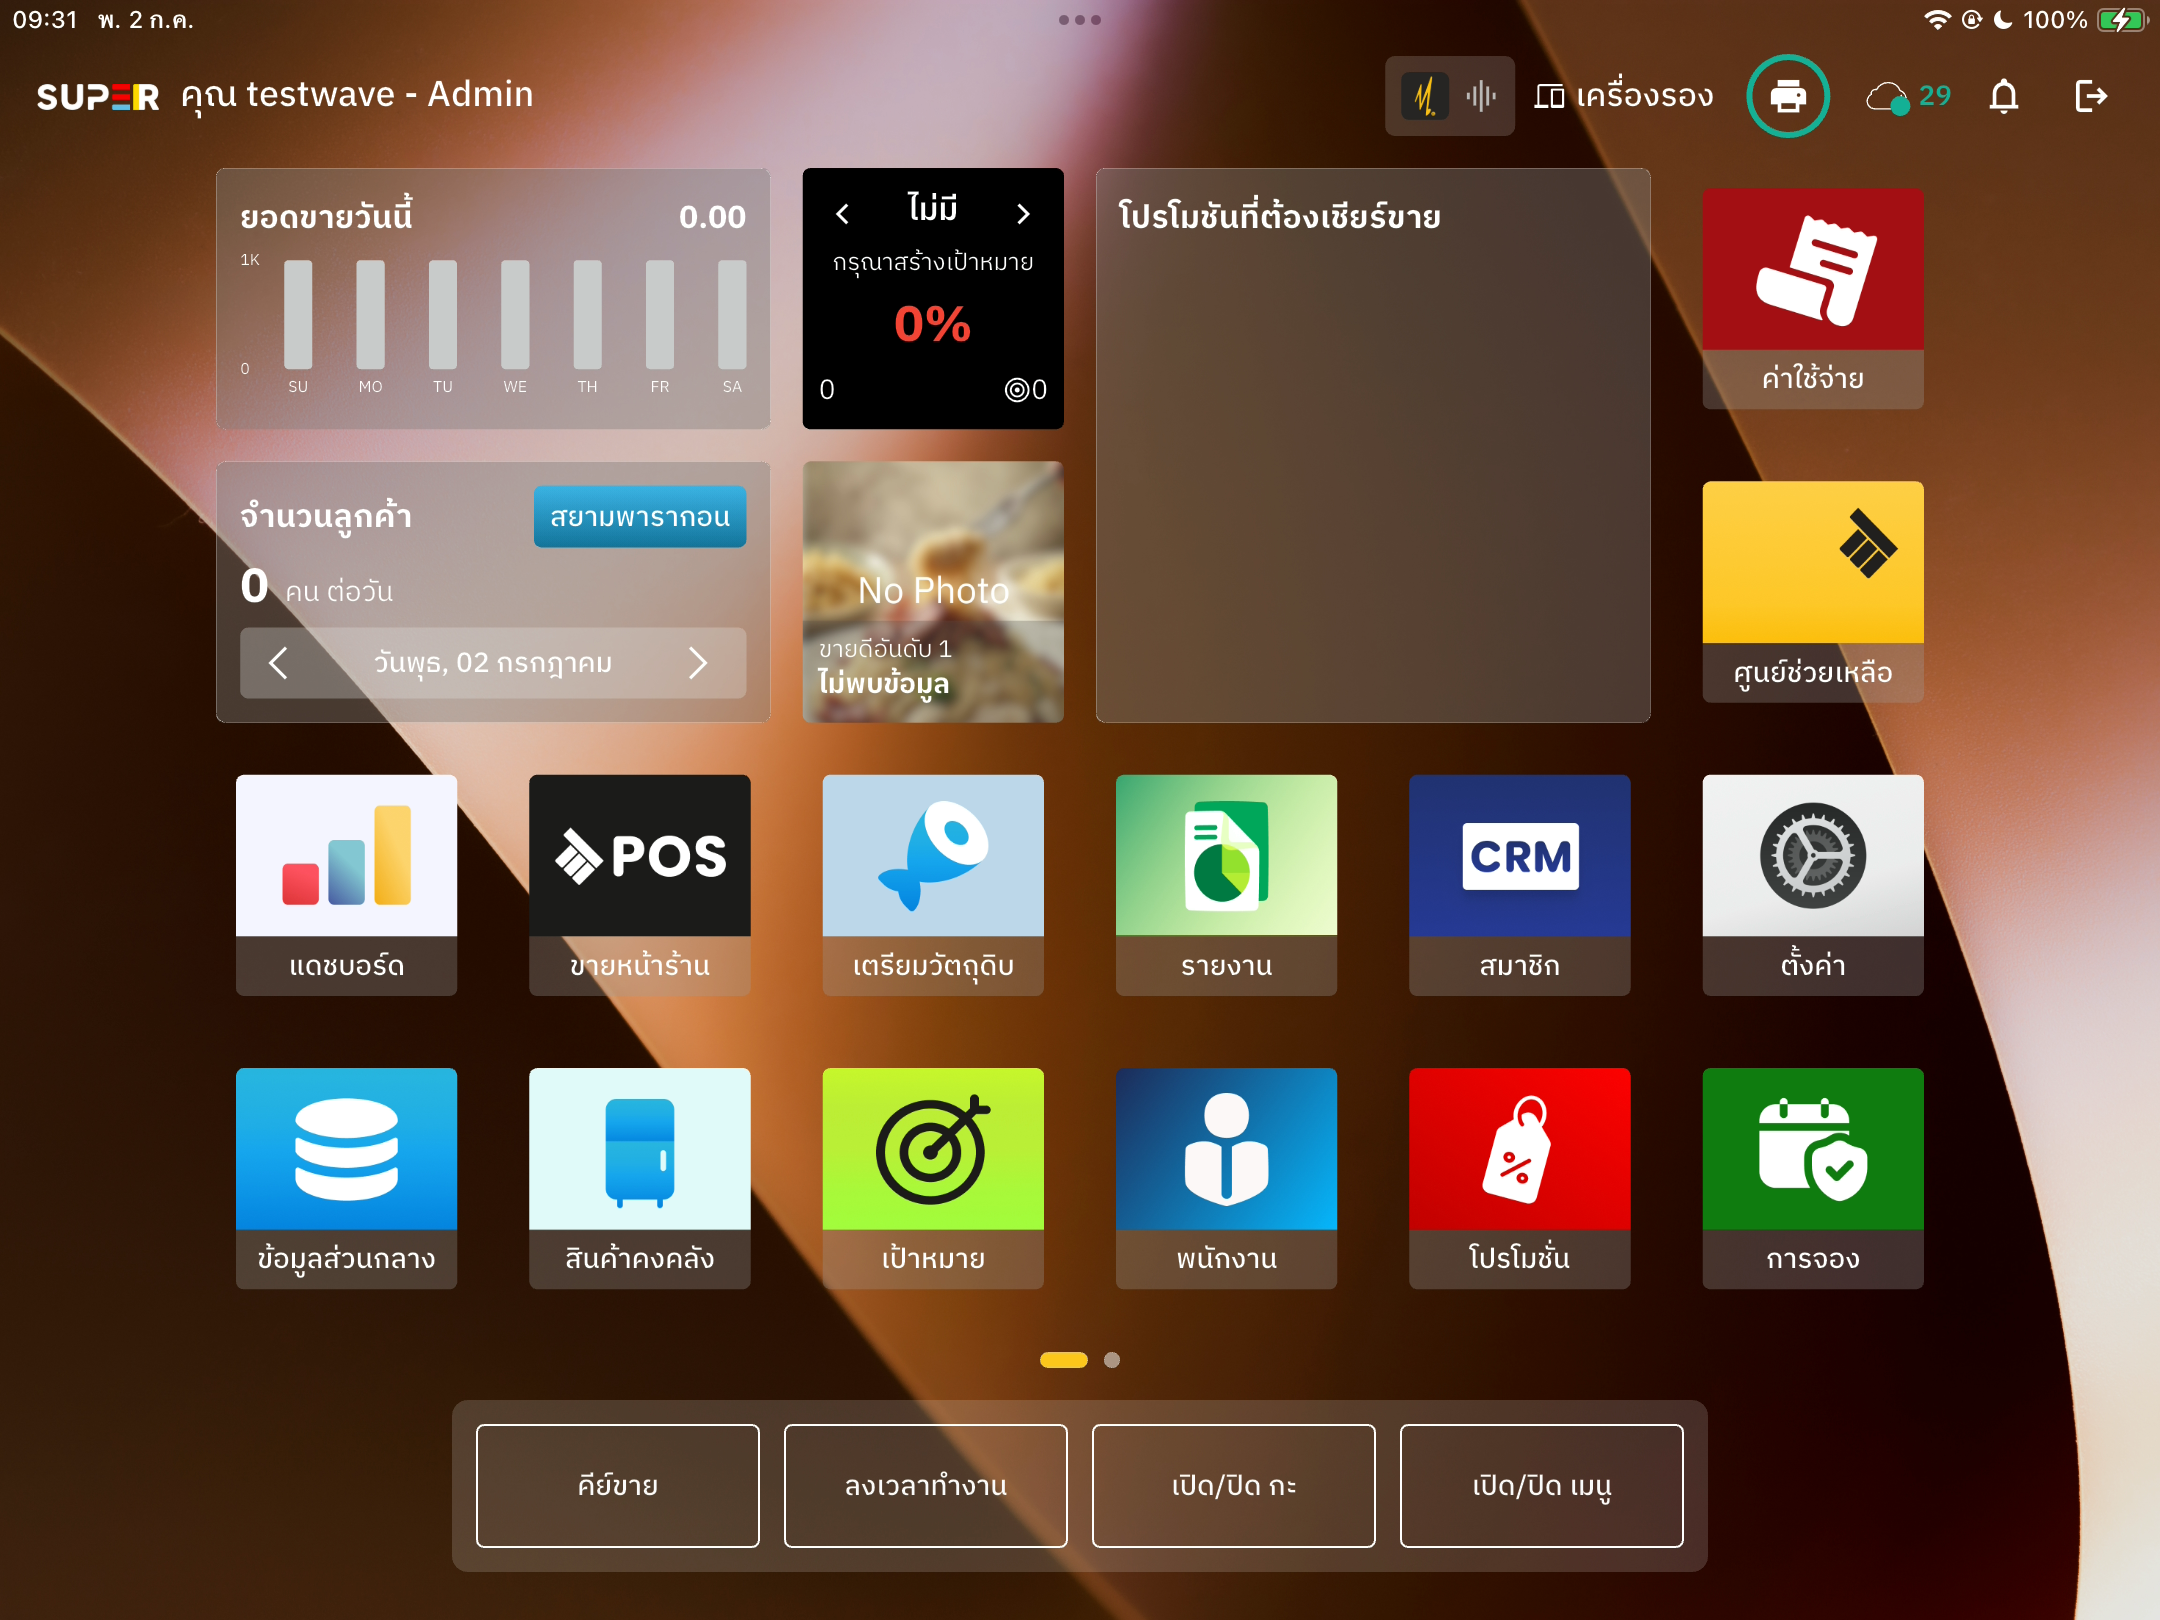 09:31 พ. 2 ก.ค.
100%
SUPER คุณ testwave - Admin
เครื่องรอง
29
ยอดขายวันนี้ 0.00
1K
0
SU MO TU WE TH FR SA
ไม่มี
กรุณาสร้างเป้าหมาย
0%
0 0
โปรโมชันที่ต้องเชียร์ขาย
ค่าใช้จ่าย
จำนวนลูกค้า สยามพารากอน
0 คน ต่อวัน
วันพุธ, 02 กรกฎาคม
No Photo
ขายดีอันดับ 1
ไม่พบข้อมูล
ศูนย์ช่วยเหลือ
POS
CRM
แดชบอร์ด ขายหน้าร้าน เตรียมวัตถุดิบ รายงาน สมาชิก ตั้งค่า
ข้อมูลส่วนกลาง สินค้าคงคลัง เป้าหมาย พนักงาน โปรโมชั่น การจอง
คีย์ขาย ลงเวลาทำงาน เปิด/ปิด กะ เปิด/ปิด เมนู